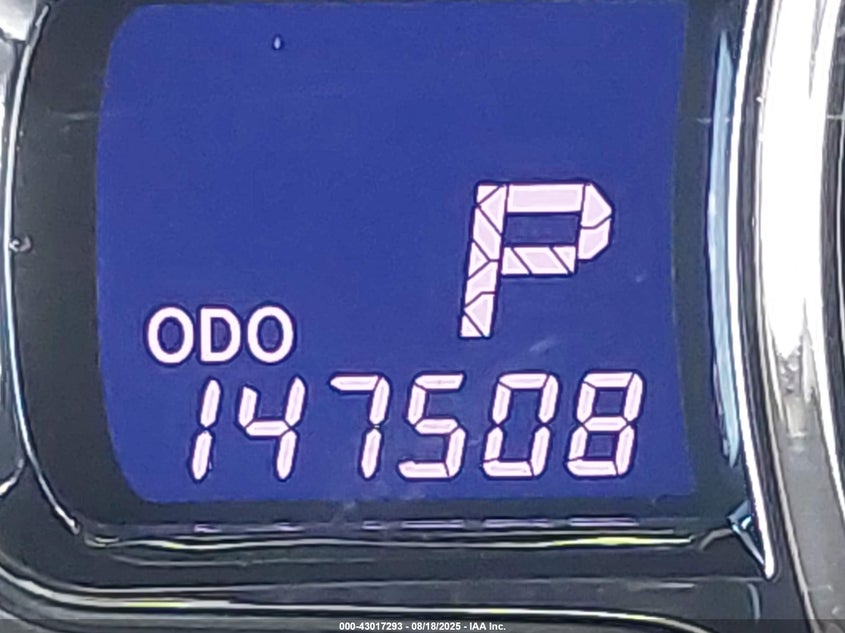 P
ODO
147508
000-43017293 - 08/18/2025 - IAA Inc.